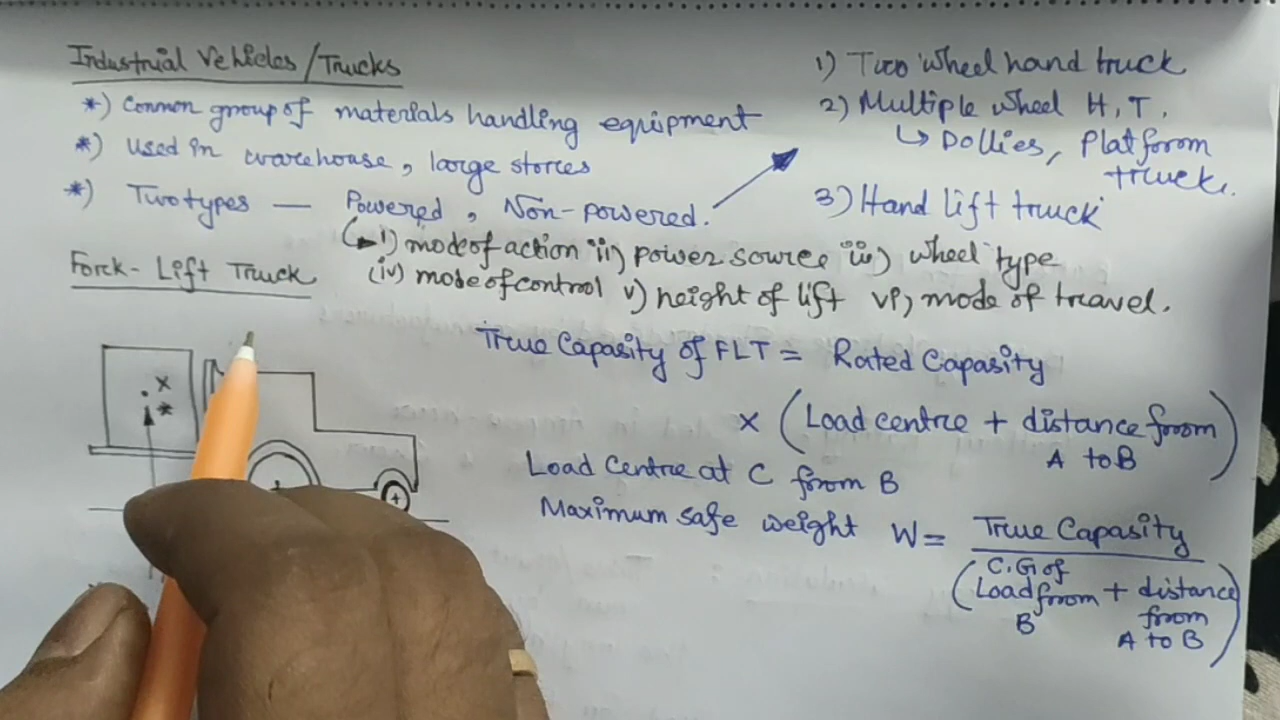 Industrial Vehicles/Trucks
*) Common group of materials handling equipment
*) used in warehouse, large stores
*) Two types — Powered, Non-powered.
1) Two wheel hand truck
2) Multiple wheel H.T.
↳ Dollies, Platform truck.
3) Hand lift truck
(→i) mode of action ii) power source iii) wheel type
(iv) mode of control v) height of lift vi) mode of travel.
Fork-Lift Truck
True Capasity of FLT = Rated Capasity
× (Load centre + distance from A to B)
Load Centre at C from B
Maximum safe weight W = True Capasity
(C.G of Load from B + distance from A to B)